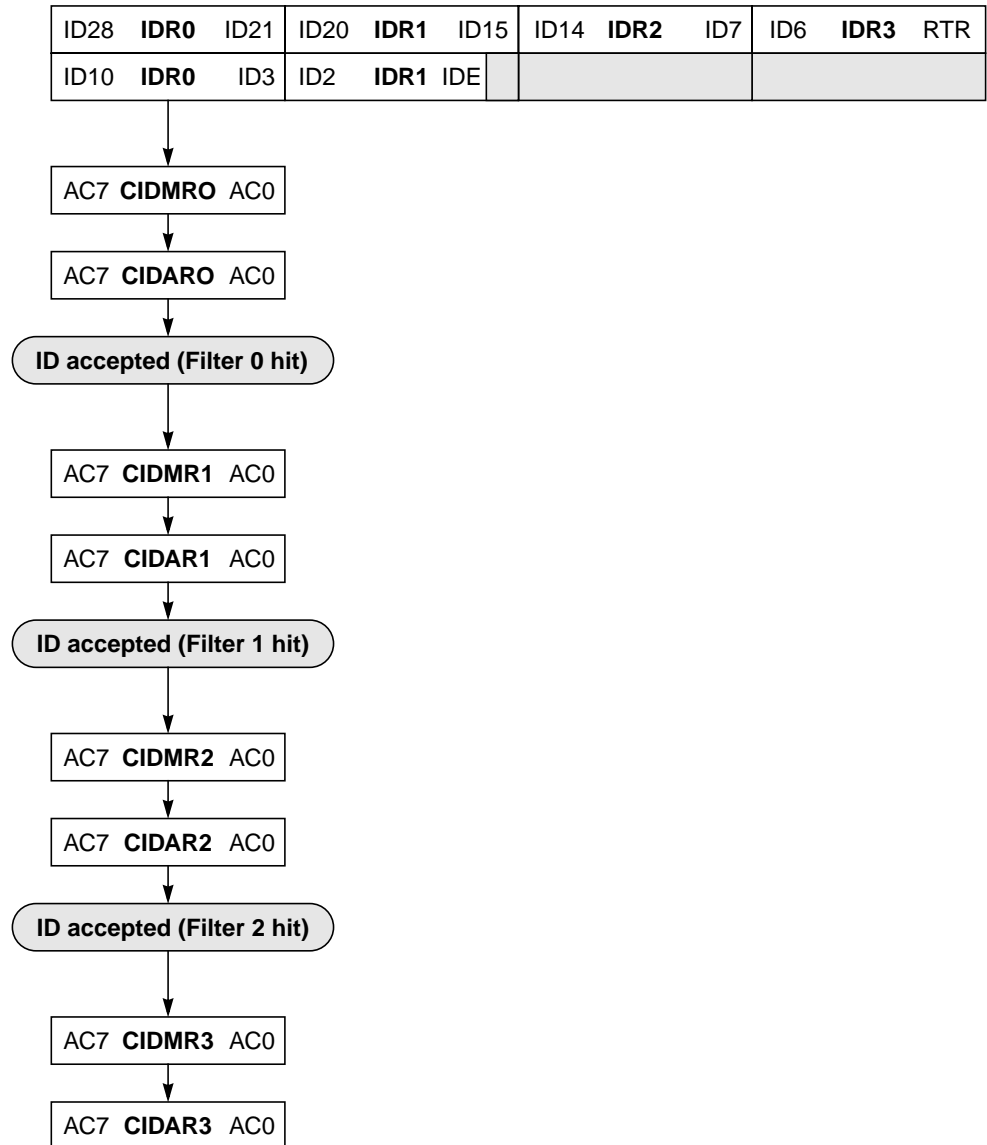 ID28 IDR0 ID21 ID20 IDR1 ID15 ID14 IDR2 ID7 ID6 IDR3 RTR
ID10 IDR0 ID3 ID2 IDR1 IDE
AC7 CIDMRO AC0
AC7 CIDARO AC0
ID accepted (Filter 0 hit)
AC7 CIDMR1 AC0
AC7 CIDAR1 AC0
ID accepted (Filter 1 hit)
AC7 CIDMR2 AC0
AC7 CIDAR2 AC0
ID accepted (Filter 2 hit)
AC7 CIDMR3 AC0
AC7 CIDAR3 AC0